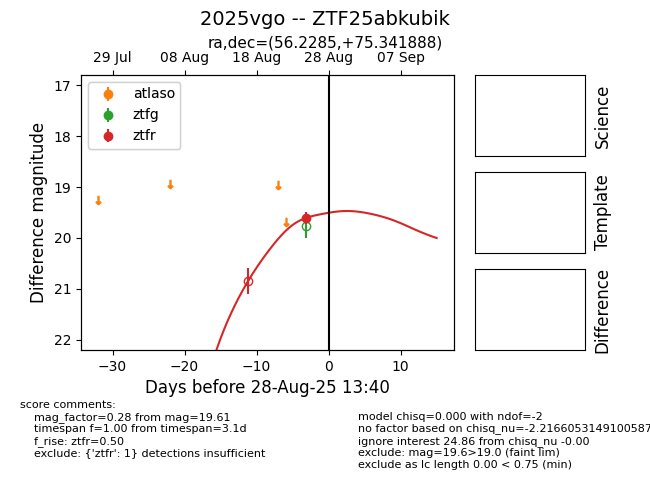 2025vgo -- ZTF25abkubik
ra,dec=(56.2285,+75.341888)
29 Jul 08 Aug 18 Aug 28 Aug 07 Sep
atlaso
ztfg
ztfr
17
18
19
20
21
22
Difference magnitude
−30 −20 −10 0 10
Days before 28-Aug-25 13:40
Science
Template
Difference
score comments:
mag_factor=0.28 from mag=19.61
timespan f=1.00 from timespan=3.1d
f_rise: ztfr=0.50
exclude: {'ztfr': 1} detections insufficient
model chisq=0.000 with ndof=-2
no factor based on chisq_nu=-2.2166053149100587
ignore interest 24.86 from chisq_nu -0.00
exclude: mag=19.6>19.0 (faint lim)
exclude as lc length 0.00 < 0.75 (min)